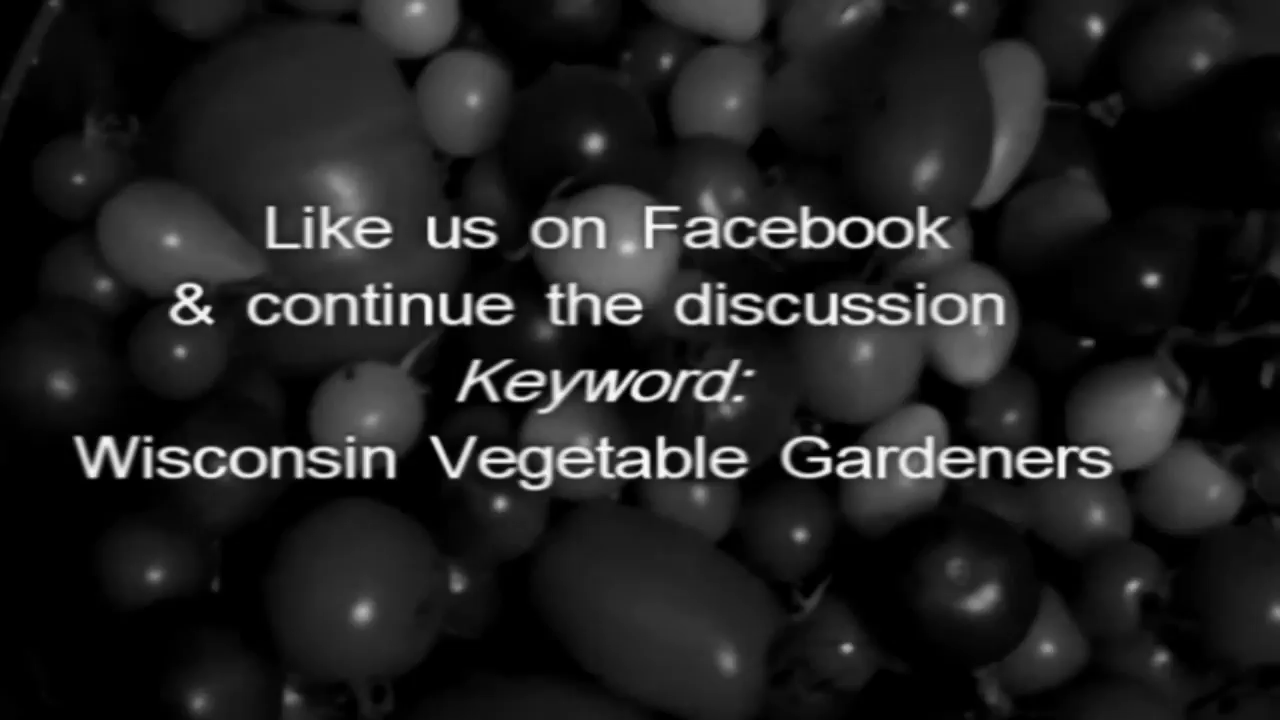 Like us on Facebook
& continue the discussion
Keyword:
Wisconsin Vegetable Gardeners